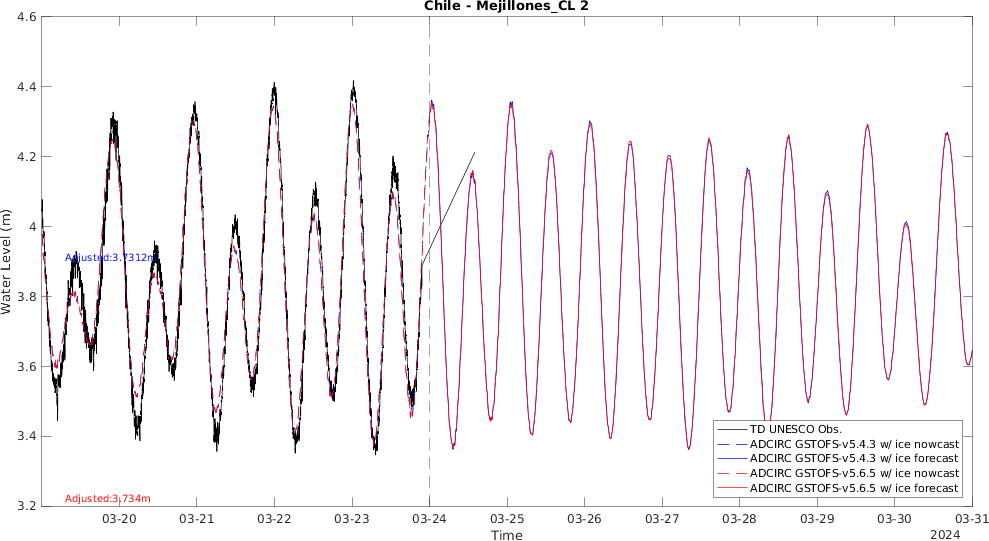 Chile - Mejillones_CL 2
4.6
4.4
4.2
4
3.8
3.6
3.4
3.2
Water Level (m)
Adjusted:3.7312m
Adjusted:3.734m
TD UNESCO Obs.
ADCIRC GSTOFS-v5.4.3 w/ ice nowcast
ADCIRC GSTOFS-v5.4.3 w/ ice forecast
ADCIRC GSTOFS-v5.6.5 w/ ice nowcast
ADCIRC GSTOFS-v5.6.5 w/ ice forecast
03-20 03-21 03-22 03-23 03-24 03-25 03-26 03-27 03-28 03-29 03-30 03-31
Time
2024